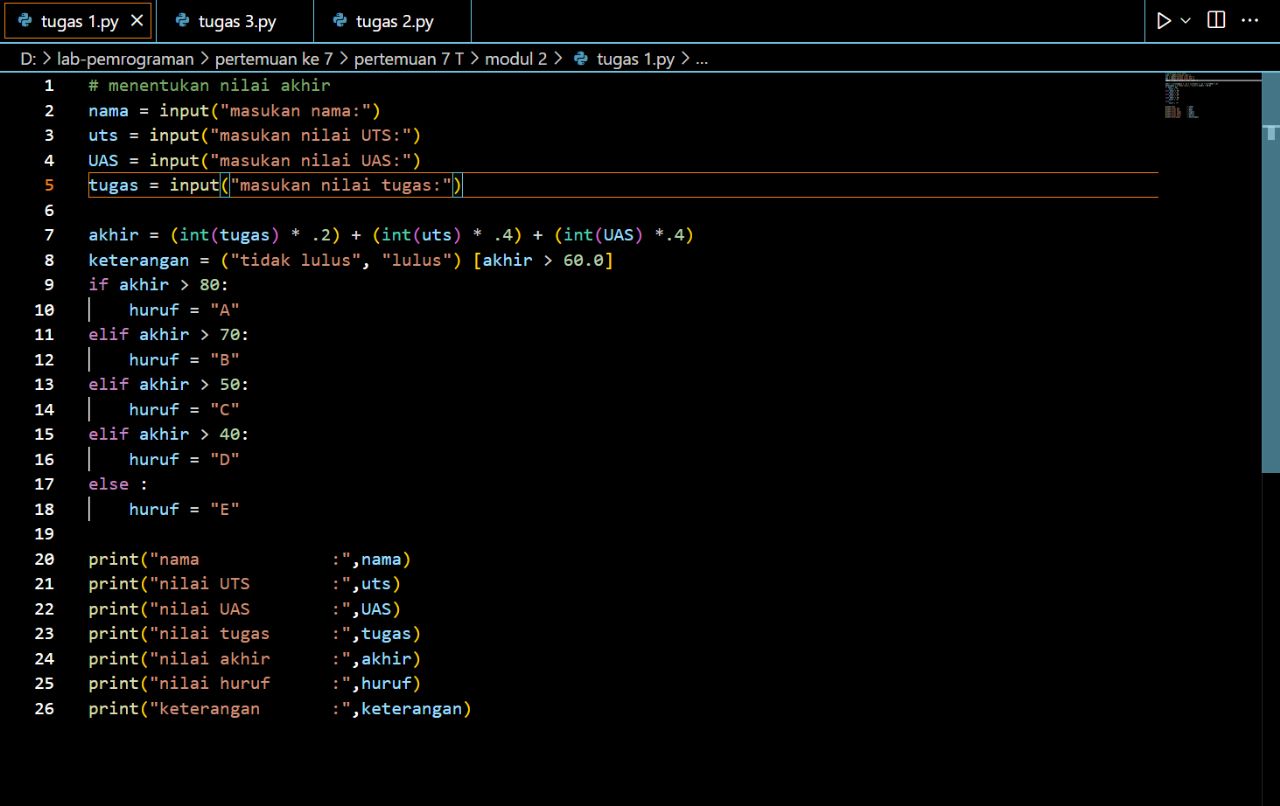 tugas 1.py tugas 3.py tugas 2.py
D: > lab-pemrograman > pertemuan ke 7 > pertemuan 7 T > modul 2 > tugas 1.py > ...
1 # menentukan nilai akhir
2 nama = input("masukan nama:")
3 uts = input("masukan nilai UTS:")
4 UAS = input("masukan nilai UAS:")
5 tugas = input("masukan nilai tugas:")
6
7 akhir = (int(tugas) * .2) + (int(uts) * .4) + (int(UAS) *.4)
8 keterangan = ("tidak lulus", "lulus") [akhir > 60.0]
9 if akhir > 80:
10     huruf = "A"
11 elif akhir > 70:
12     huruf = "B"
13 elif akhir > 50:
14     huruf = "C"
15 elif akhir > 40:
16     huruf = "D"
17 else :
18     huruf = "E"
19
20 print("nama             :",nama)
21 print("nilai UTS        :",uts)
22 print("nilai UAS        :",UAS)
23 print("nilai tugas      :",tugas)
24 print("nilai akhir      :",akhir)
25 print("nilai huruf      :",huruf)
26 print("keterangan       :",keterangan)